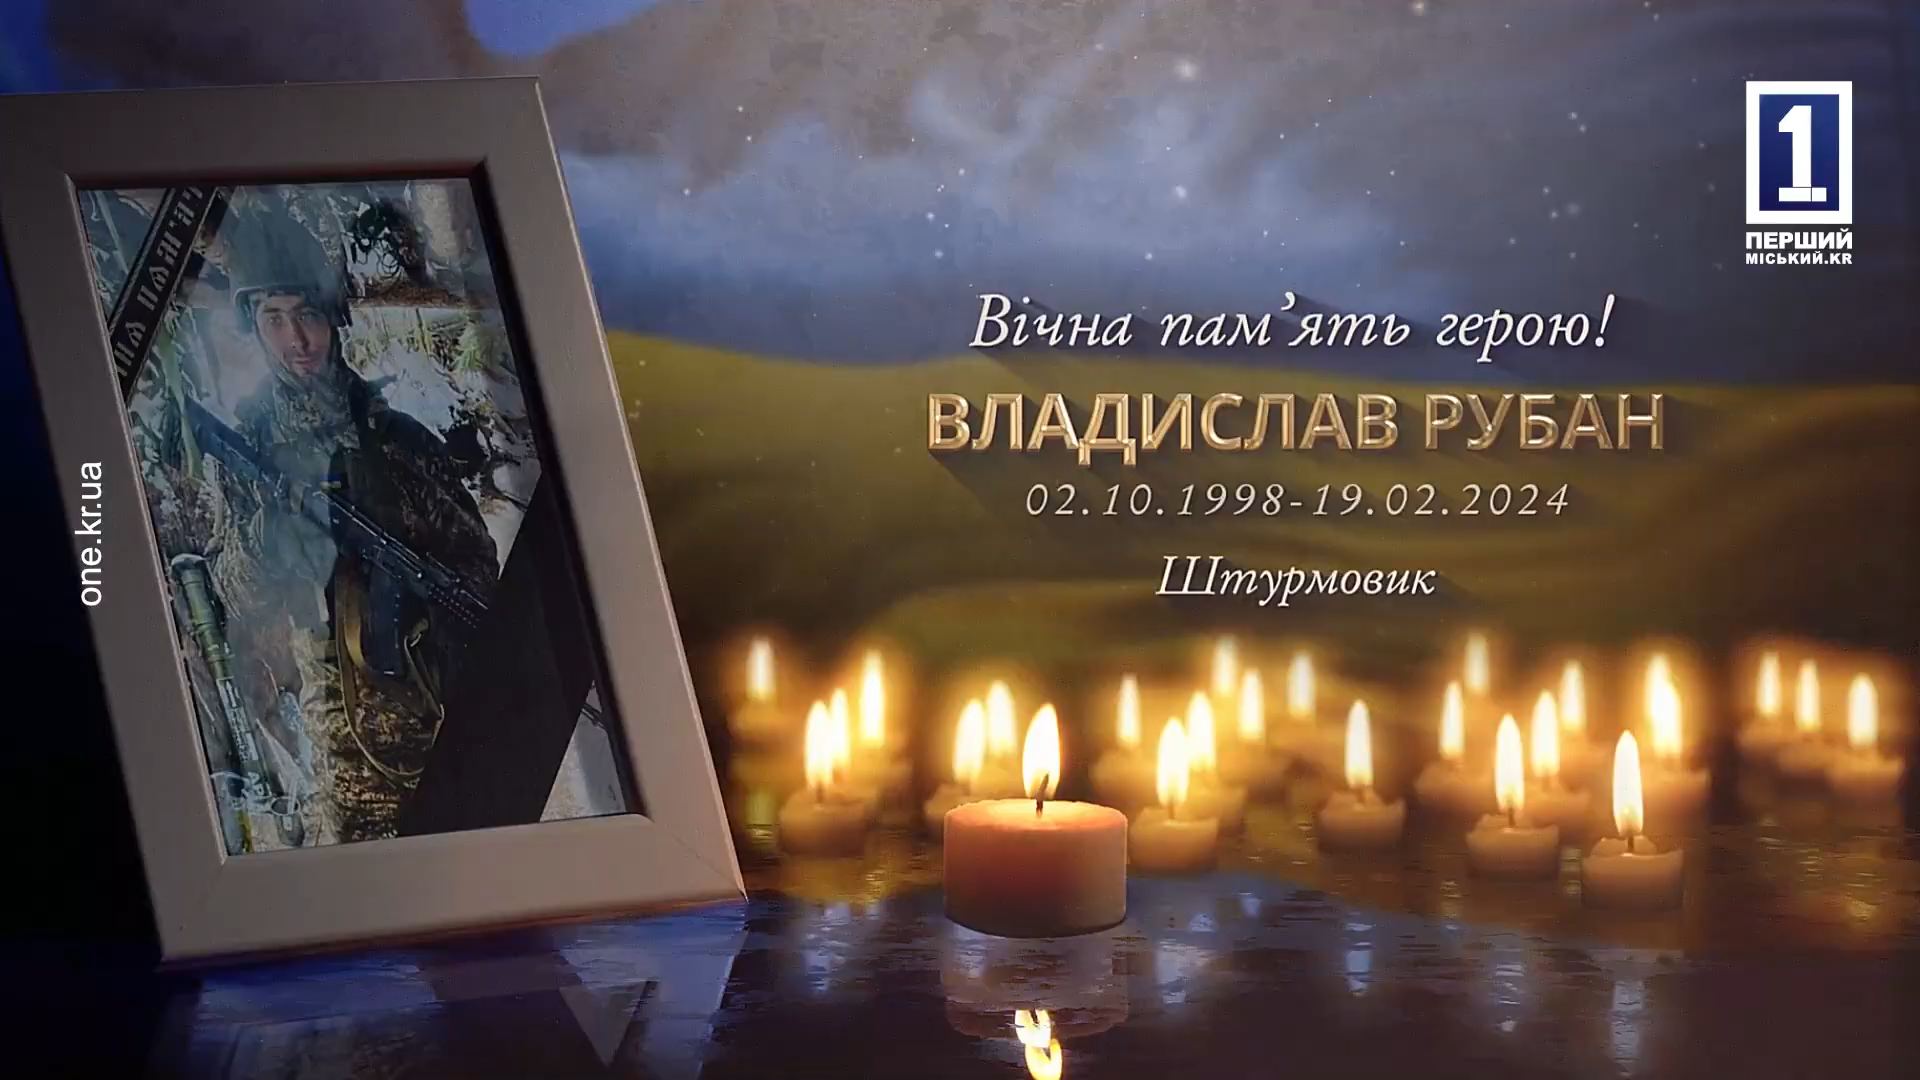 1
ПЕРШИЙ
МІСЬКИЙ.KR
Вічна пам’ять герою!
ВЛАДИСЛАВ РУБАН
02.10.1998-19.02.2024
Штурмовик
one.kr.ua